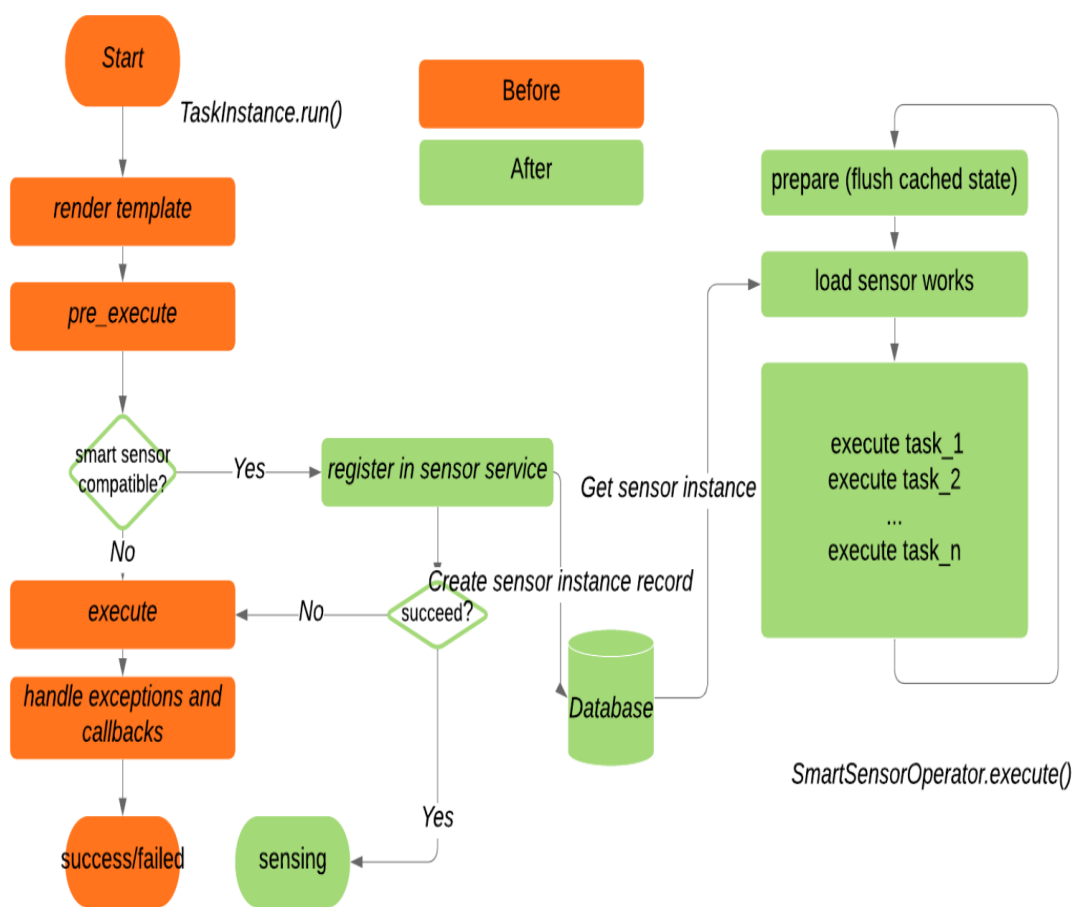 Start
TaskInstance.run()
Before
After
render template
pre_execute
smart sensor
compatible?
Yes
No
register in sensor service
Create sensor instance record
succeed?
No
Yes
execute
handle exceptions and
callbacks
success/failed
sensing
Database
Get sensor instance
prepare (flush cached state)
load sensor works
execute task_1
execute task_2
...
execute task_n
SmartSensorOperator.execute()